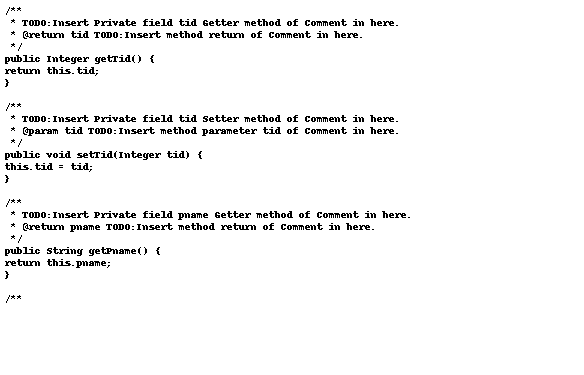 /**
 * TODO:Insert Private field tid Getter method of Comment in here.
 * @return tid TODO:Insert method return of Comment in here.
 */
public Integer getTid() {
return this.tid;
}

/**
 * TODO:Insert Private field tid Setter method of Comment in here.
 * @param tid TODO:Insert method parameter tid of Comment in here.
 */
public void setTid(Integer tid) {
this.tid = tid;
}

/**
 * TODO:Insert Private field pname Getter method of Comment in here.
 * @return pname TODO:Insert method return of Comment in here.
 */
public String getPname() {
return this.pname;
}

/**